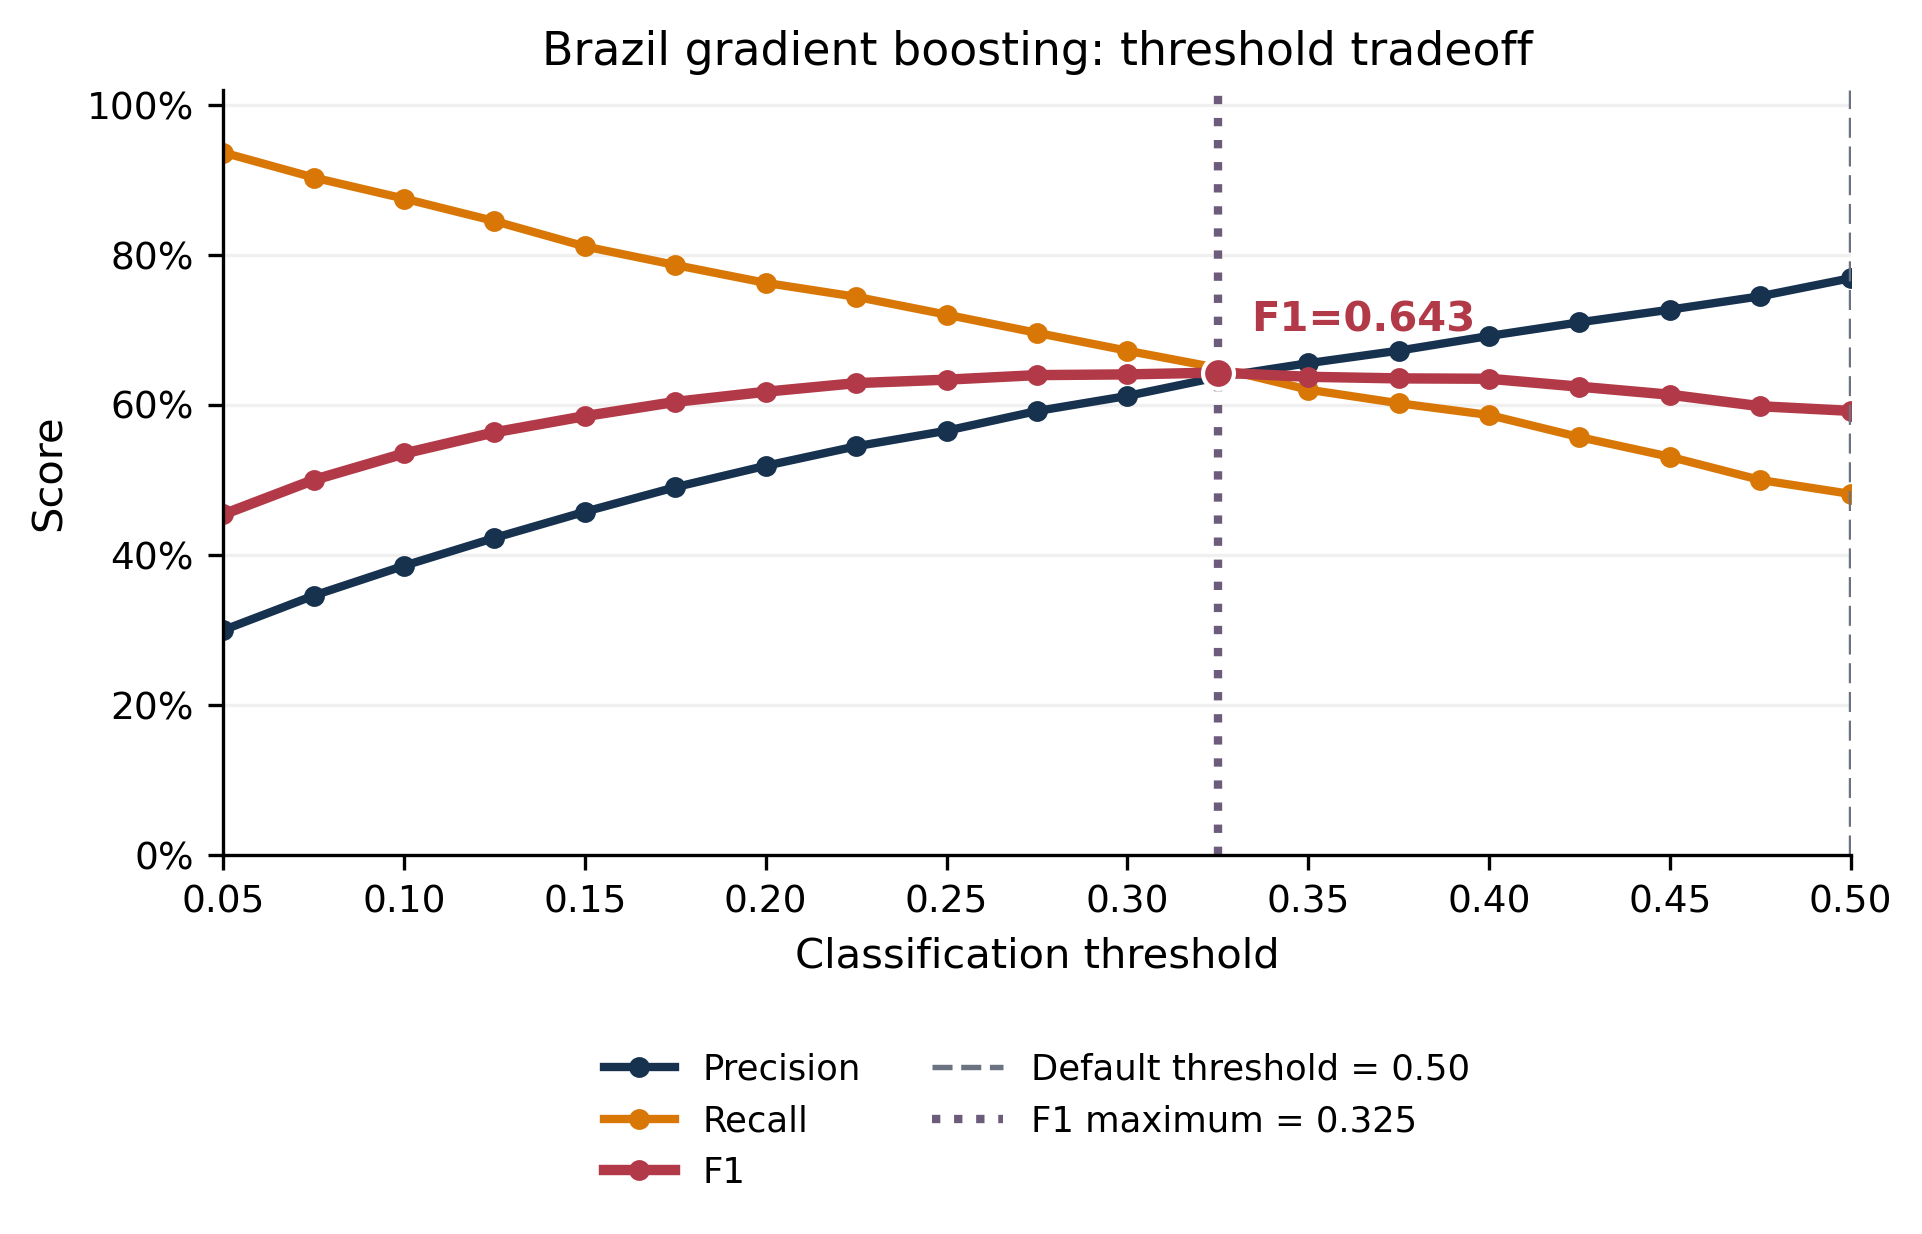 Brazil gradient boosting: threshold tradeoff
100%
80%
60%
40%
20%
0%
Score
F1=0.643
0.05 0.10 0.15 0.20 0.25 0.30 0.35 0.40 0.45 0.50
Classification threshold
Precision
Recall
F1
Default threshold = 0.50
F1 maximum = 0.325